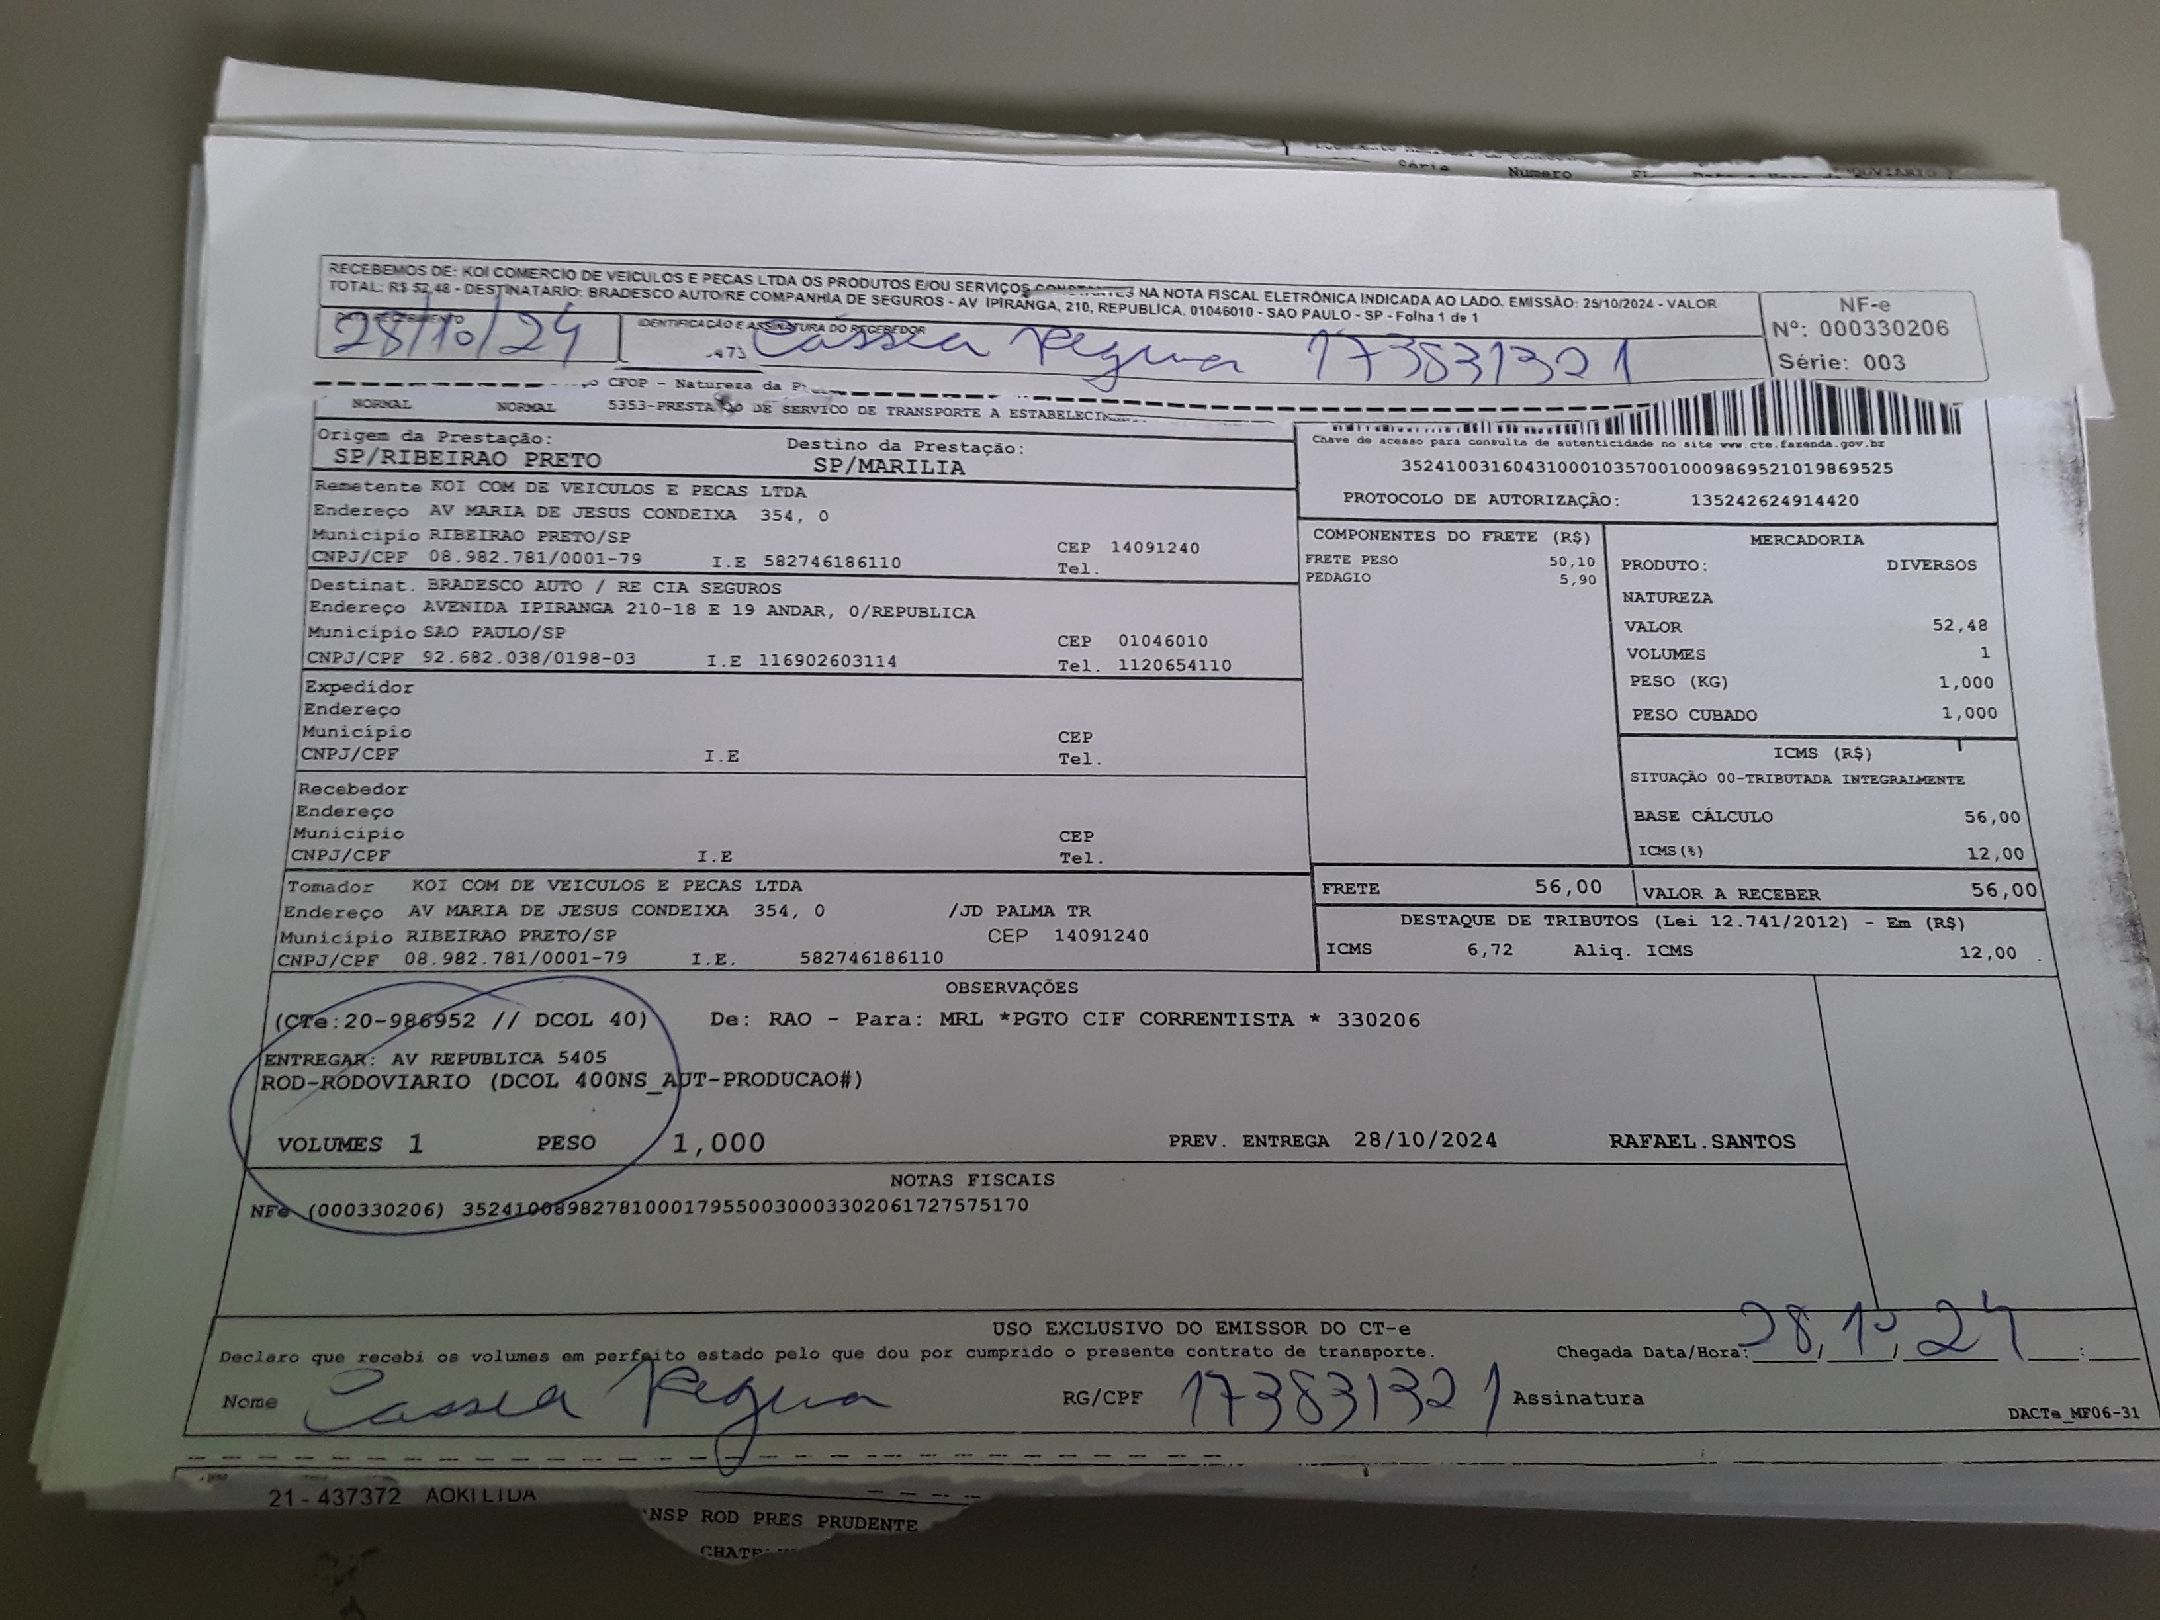 Série Numero
RECEBEMOS DE: KOI COMERCIO DE VEICULOS E PECAS LTDA OS PRODUTOS E/OU SERVIÇOS CONSTANTES NA NOTA FISCAL ELETRÔNICA INDICADA AO LADO. EMISSÃO: 25/10/2024 - VALOR
TOTAL: R$ 52,48 - DESTINATARIO: BRADESCO AUTO/RE COMPANHIA DE SEGUROS - AV IPIRANGA, 210, REPUBLICA, 01046010 - SAO PAULO - SP - Folha 1 de 1
NF-e
Nº: 000330206
Série: 003
28/10/24
IDENTIFICAÇÃO E ASSINATURA DO RECEBEDOR
Cássea Regina 173831321
CFOP - Natureza da
NORMAL NORMAL 5353-PRESTA DE SERVICO DE TRANSPORTE A ESTABELECI
Chave de acesso para consulta de autenticidade no site www.cte.fazenda.gov.br
35241003160431000103570010009869521019869525
PROTOCOLO DE AUTORIZAÇÃO: 135242624914420
Origem da Prestação: Destino da Prestação:
SP/RIBEIRAO PRETO SP/MARILIA
Remetente KOI COM DE VEICULOS E PECAS LTDA
Endereço AV MARIA DE JESUS CONDEIXA 354, 0
Município RIBEIRAO PRETO/SP CEP 14091240
CNPJ/CPF 08.982.781/0001-79 I.E 582746186110 Tel.
Destinat. BRADESCO AUTO / RE CIA SEGUROS
Endereço AVENIDA IPIRANGA 210-18 E 19 ANDAR, 0/REPUBLICA
Município SAO PAULO/SP CEP 01046010
CNPJ/CPF 92.682.038/0198-03 I.E 116902603114 Tel. 1120654110
Expedidor
Endereço
Município CEP
CNPJ/CPF I.E Tel.
Recebedor
Endereço
Município CEP
CNPJ/CPF I.E Tel.
Tomador KOI COM DE VEICULOS E PECAS LTDA
Endereço AV MARIA DE JESUS CONDEIXA 354, 0 /JD PALMA TR
Município RIBEIRAO PRETO/SP CEP 14091240
CNPJ/CPF 08.982.781/0001-79 I.E. 582746186110
COMPONENTES DO FRETE (R$)
FRETE PESO 50,10
PEDAGIO 5,90
MERCADORIA
PRODUTO: DIVERSOS
NATUREZA
VALOR 52,48
VOLUMES 1
PESO (KG) 1,000
PESO CUBADO 1,000
ICMS (R$)
SITUAÇÃO 00-TRIBUTADA INTEGRALMENTE
BASE CÁLCULO 56,00
ICMS(%) 12,00
FRETE 56,00 VALOR A RECEBER 56,00
DESTAQUE DE TRIBUTOS (Lei 12.741/2012) - Em (R$)
ICMS 6,72 Aliq. ICMS 12,00
OBSERVAÇÕES
(CTe:20-986952 // DCOL 40) De: RAO - Para: MRL *PGTO CIF CORRENTISTA * 330206
ENTREGAR: AV REPUBLICA 5405
ROD-RODOVIARIO (DCOL 400NS_AUT-PRODUCAO#)
VOLUMES 1 PESO 1,000 PREV. ENTREGA 28/10/2024 RAFAEL.SANTOS
NOTAS FISCAIS
NFe (000330206) 35241008982781000179550030003302061727575170
USO EXCLUSIVO DO EMISSOR DO CT-e
Declaro que recebi os volumes em perfeito estado pelo que dou por cumprido o presente contrato de transporte. Chegada Data/Hora: 28, 10, 24
Nome Cassea Regina RG/CPF 173831321 Assinatura
DACTe_MF06-31
21-437372 AOKI LTDA
NSP ROD PRES PRUDENTE